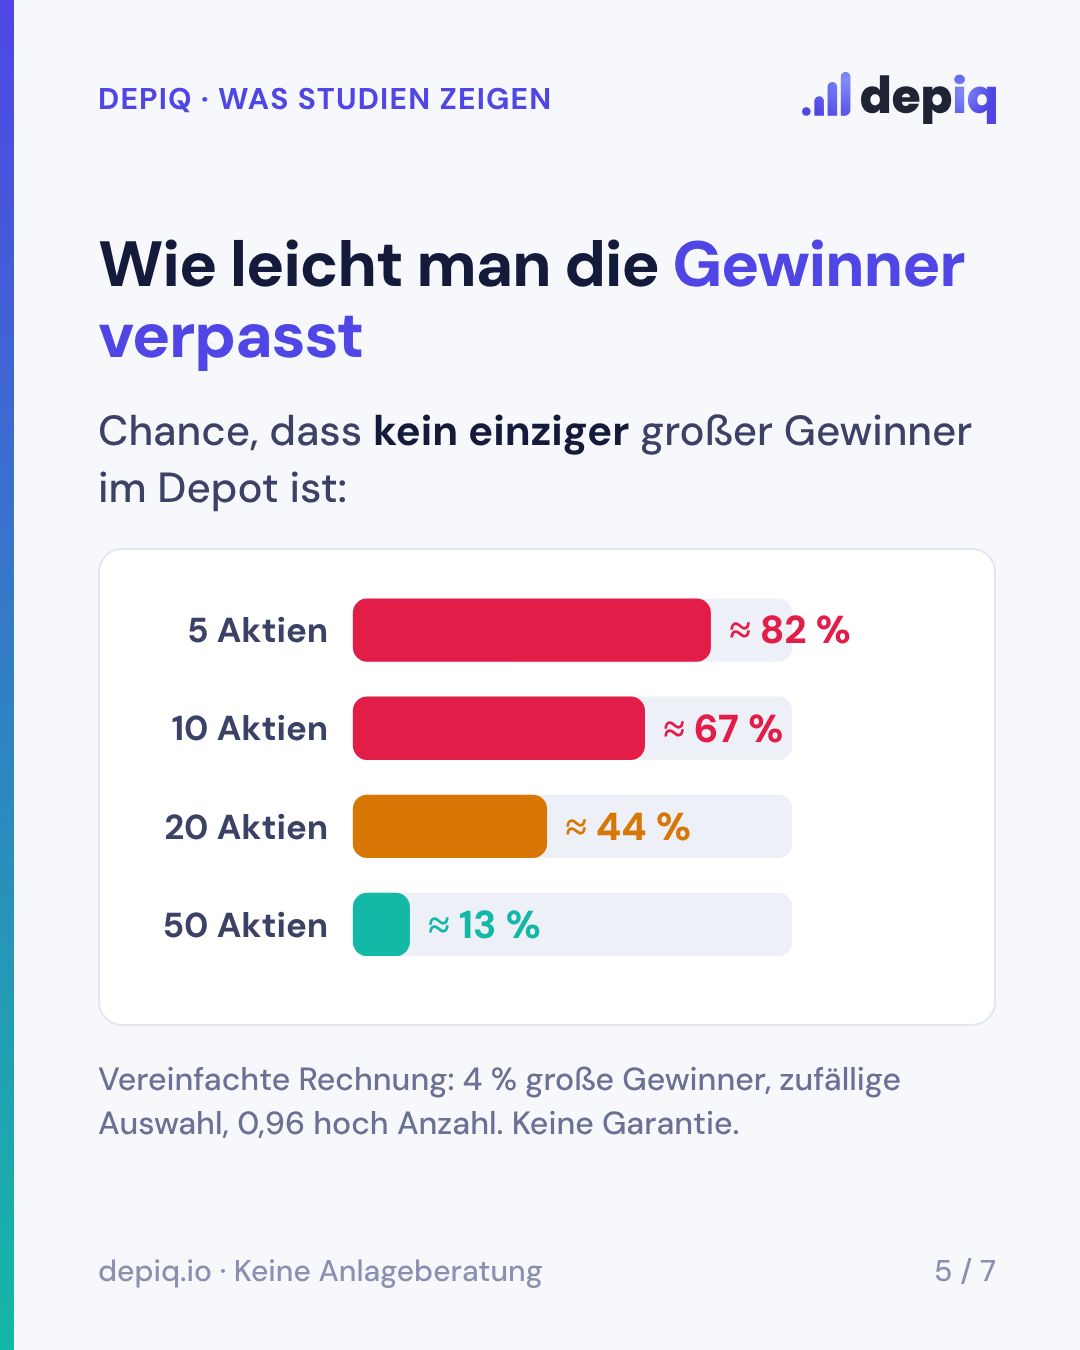 DEPIQ · WAS STUDIEN ZEIGEN
depiq
Wie leicht man die Gewinner
verpasst
Chance, dass kein einziger großer Gewinner
im Depot ist:
5 Aktien ≈ 82 %
10 Aktien ≈ 67 %
20 Aktien ≈ 44 %
50 Aktien ≈ 13 %
Vereinfachte Rechnung: 4 % große Gewinner, zufällige
Auswahl, 0,96 hoch Anzahl. Keine Garantie.
depiq.io · Keine Anlageberatung
5 / 7